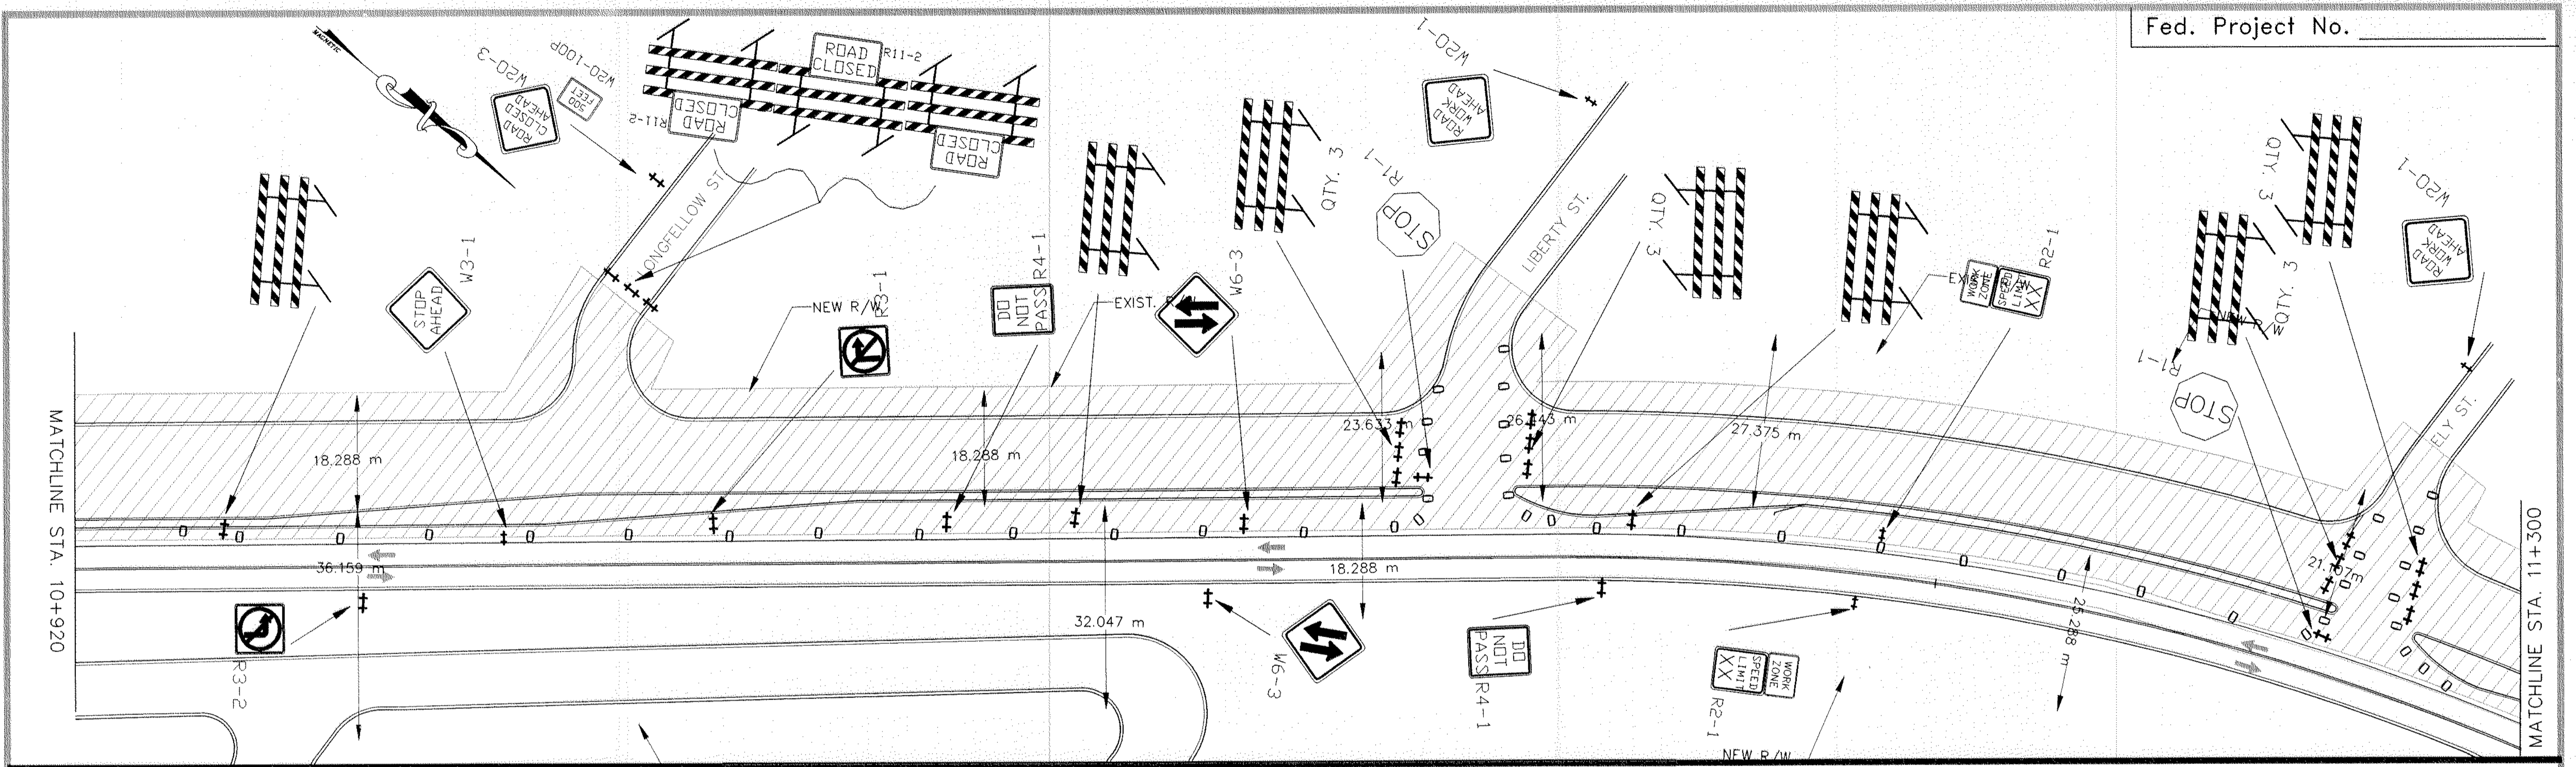 Fed. Project No.
MAGNETIC
W20-3
ROAD
CLOSED
AHEAD
W20-100P
500
FEET
ROAD
CLOSED
R11-2
R11-2
ROAD
CLOSED
ROAD
CLOSED
LONGFELLOW ST.
W3-1
STOP
AHEAD
NEW R/W
R3-1
DO
NOT
PASS
R4-1
EXIST. R/W
W6-3
QTY. 3
R1-1
STOP
W20-1
ROAD
WORK
AHEAD
LIBERTY ST.
QTY. 3
WORK
ZONE
SPEED
LIMIT
XX
R2-1
QTY. 3
QTY. 3
NEW R/W
R1-1
STOP
W20-1
ROAD
WORK
AHEAD
ELY ST.
MATCHLINE STA. 10+920
18.288 m
18.288 m
23.633 m
26.143 m
27.375 m
36.159 m
18.288 m
32.047 m
25.288 m
MATCHLINE STA. 11+300
R3-2
W6-3
DO
NOT
PASS
R4-1
WORK
ZONE
SPEED
LIMIT
XX
R2-1
NEW R/W